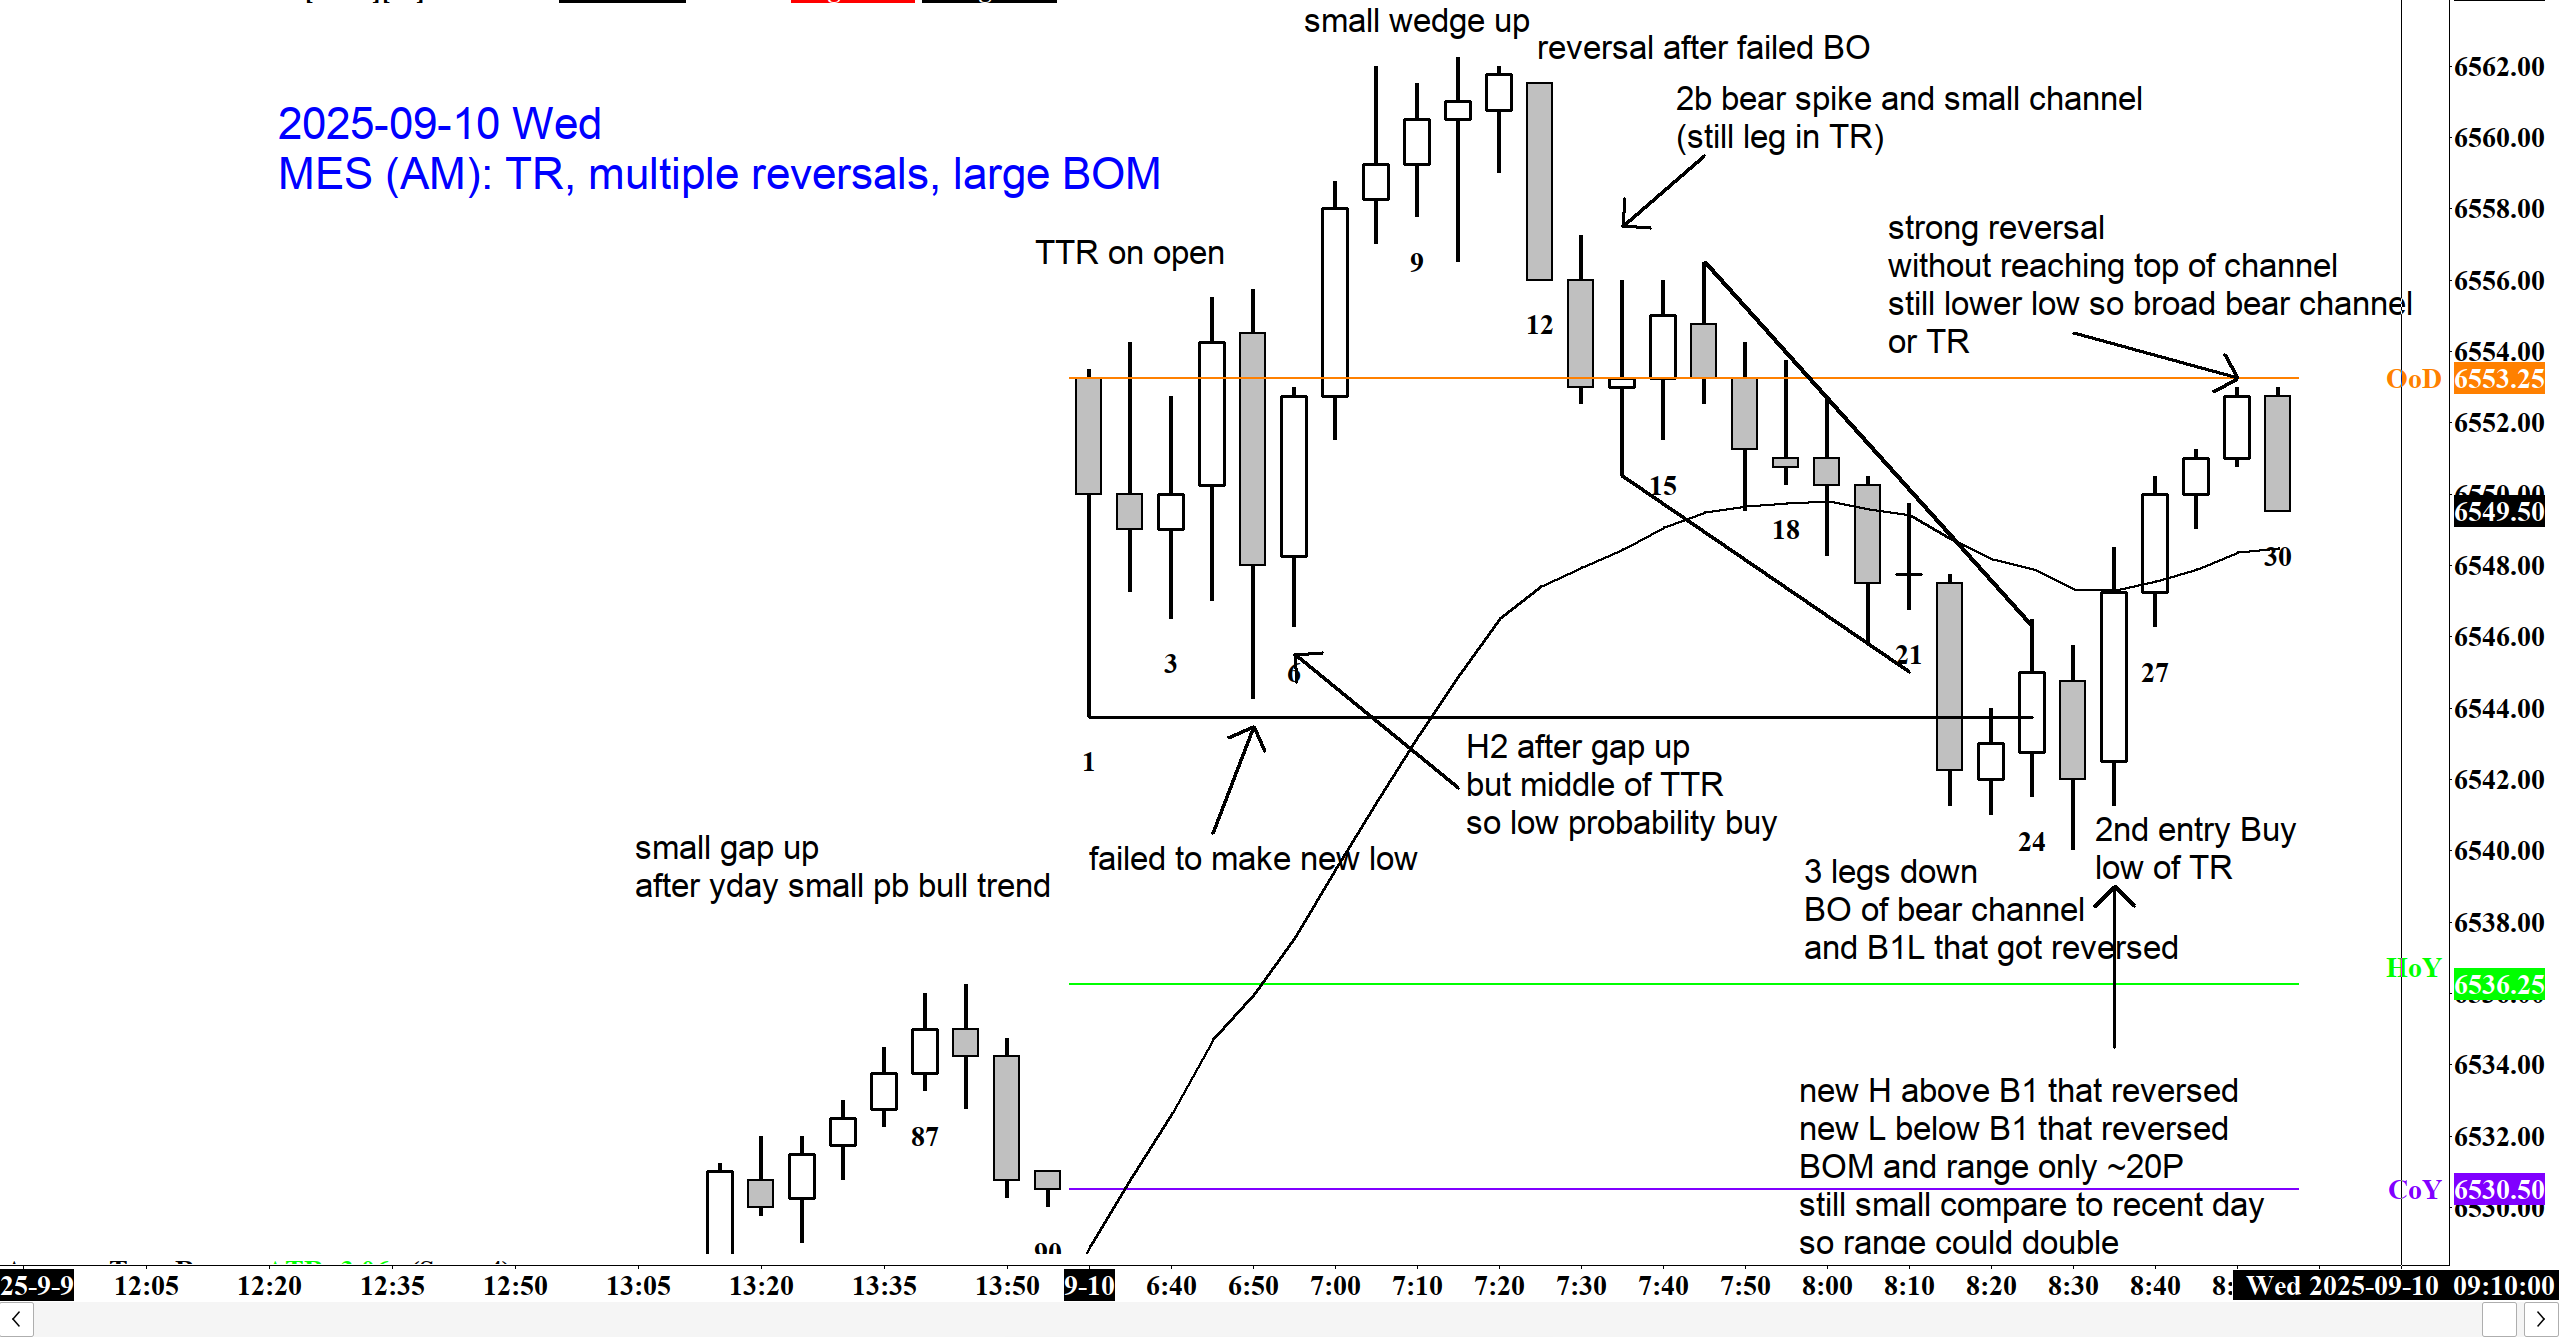 small wedge up
reversal after failed BO
2b bear spike and small channel
(still leg in TR)
2025-09-10 Wed
MES (AM): TR, multiple reversals, large BOM
TTR on open
strong reversal
without reaching top of channel
still lower low so broad bear channel
or TR
H2 after gap up
but middle of TTR
so low probability buy
failed to make new low
small gap up
after yday small pb bull trend
2nd entry Buy
low of TR
3 legs down
BO of bear channel
and B1L that got reversed
new H above B1 that reversed
new L below B1 that reversed
BOM and range only ~20P
still small compare to recent day
so range could double
87
90
1
3
6
9
12
15
18
21
24
27
30
6562.00
6560.00
6558.00
6556.00
6554.00
OoD 6553.25
6552.00
6550.00
6549.50
6548.00
6546.00
6544.00
6542.00
6540.00
6538.00
HoY 6536.25
6534.00
6532.00
CoY 6530.50
6530.00
25-9-9 12:05 12:20 12:35 12:50 13:05 13:20 13:35 13:50 9-10 6:40 6:50 7:00 7:10 7:20 7:30 7:40 7:50 8:00 8:10 8:20 8:30 8:40 8: Wed 2025-09-10 09:10:00